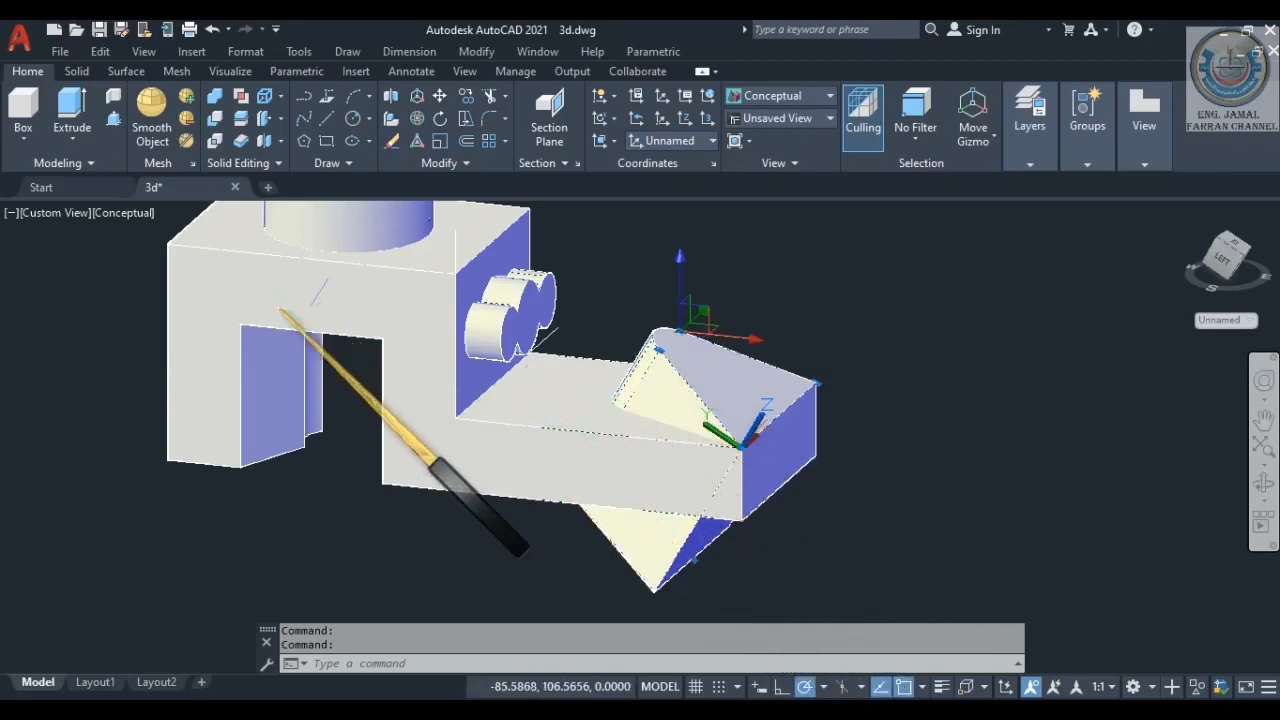 Autodesk AutoCAD 2021 3d.dwg
Type a keyword or phrase
Sign In
File Edit View Insert Format Tools Draw Dimension Modify Window Help Parametric
Home Solid Surface Mesh Visualize Parametric Insert Annotate View Manage Output Collaborate
Box
Extrude
Smooth
Object
Section
Plane
Conceptual
Unsaved View
Unnamed
Culling
No Filter
Move
Gizmo
Layers
Groups
View
ENG. JAMAL
FARRAN CHANNEL
Modeling Mesh Solid Editing Draw Modify Section Coordinates View Selection
Start
3d*
[−][Custom View][Conceptual]
LEFT
S
Unnamed
Z
Y
Command:
Command:
Type a command
Model Layout1 Layout2
-85.5868, 106.5656, 0.0000 MODEL
1:1